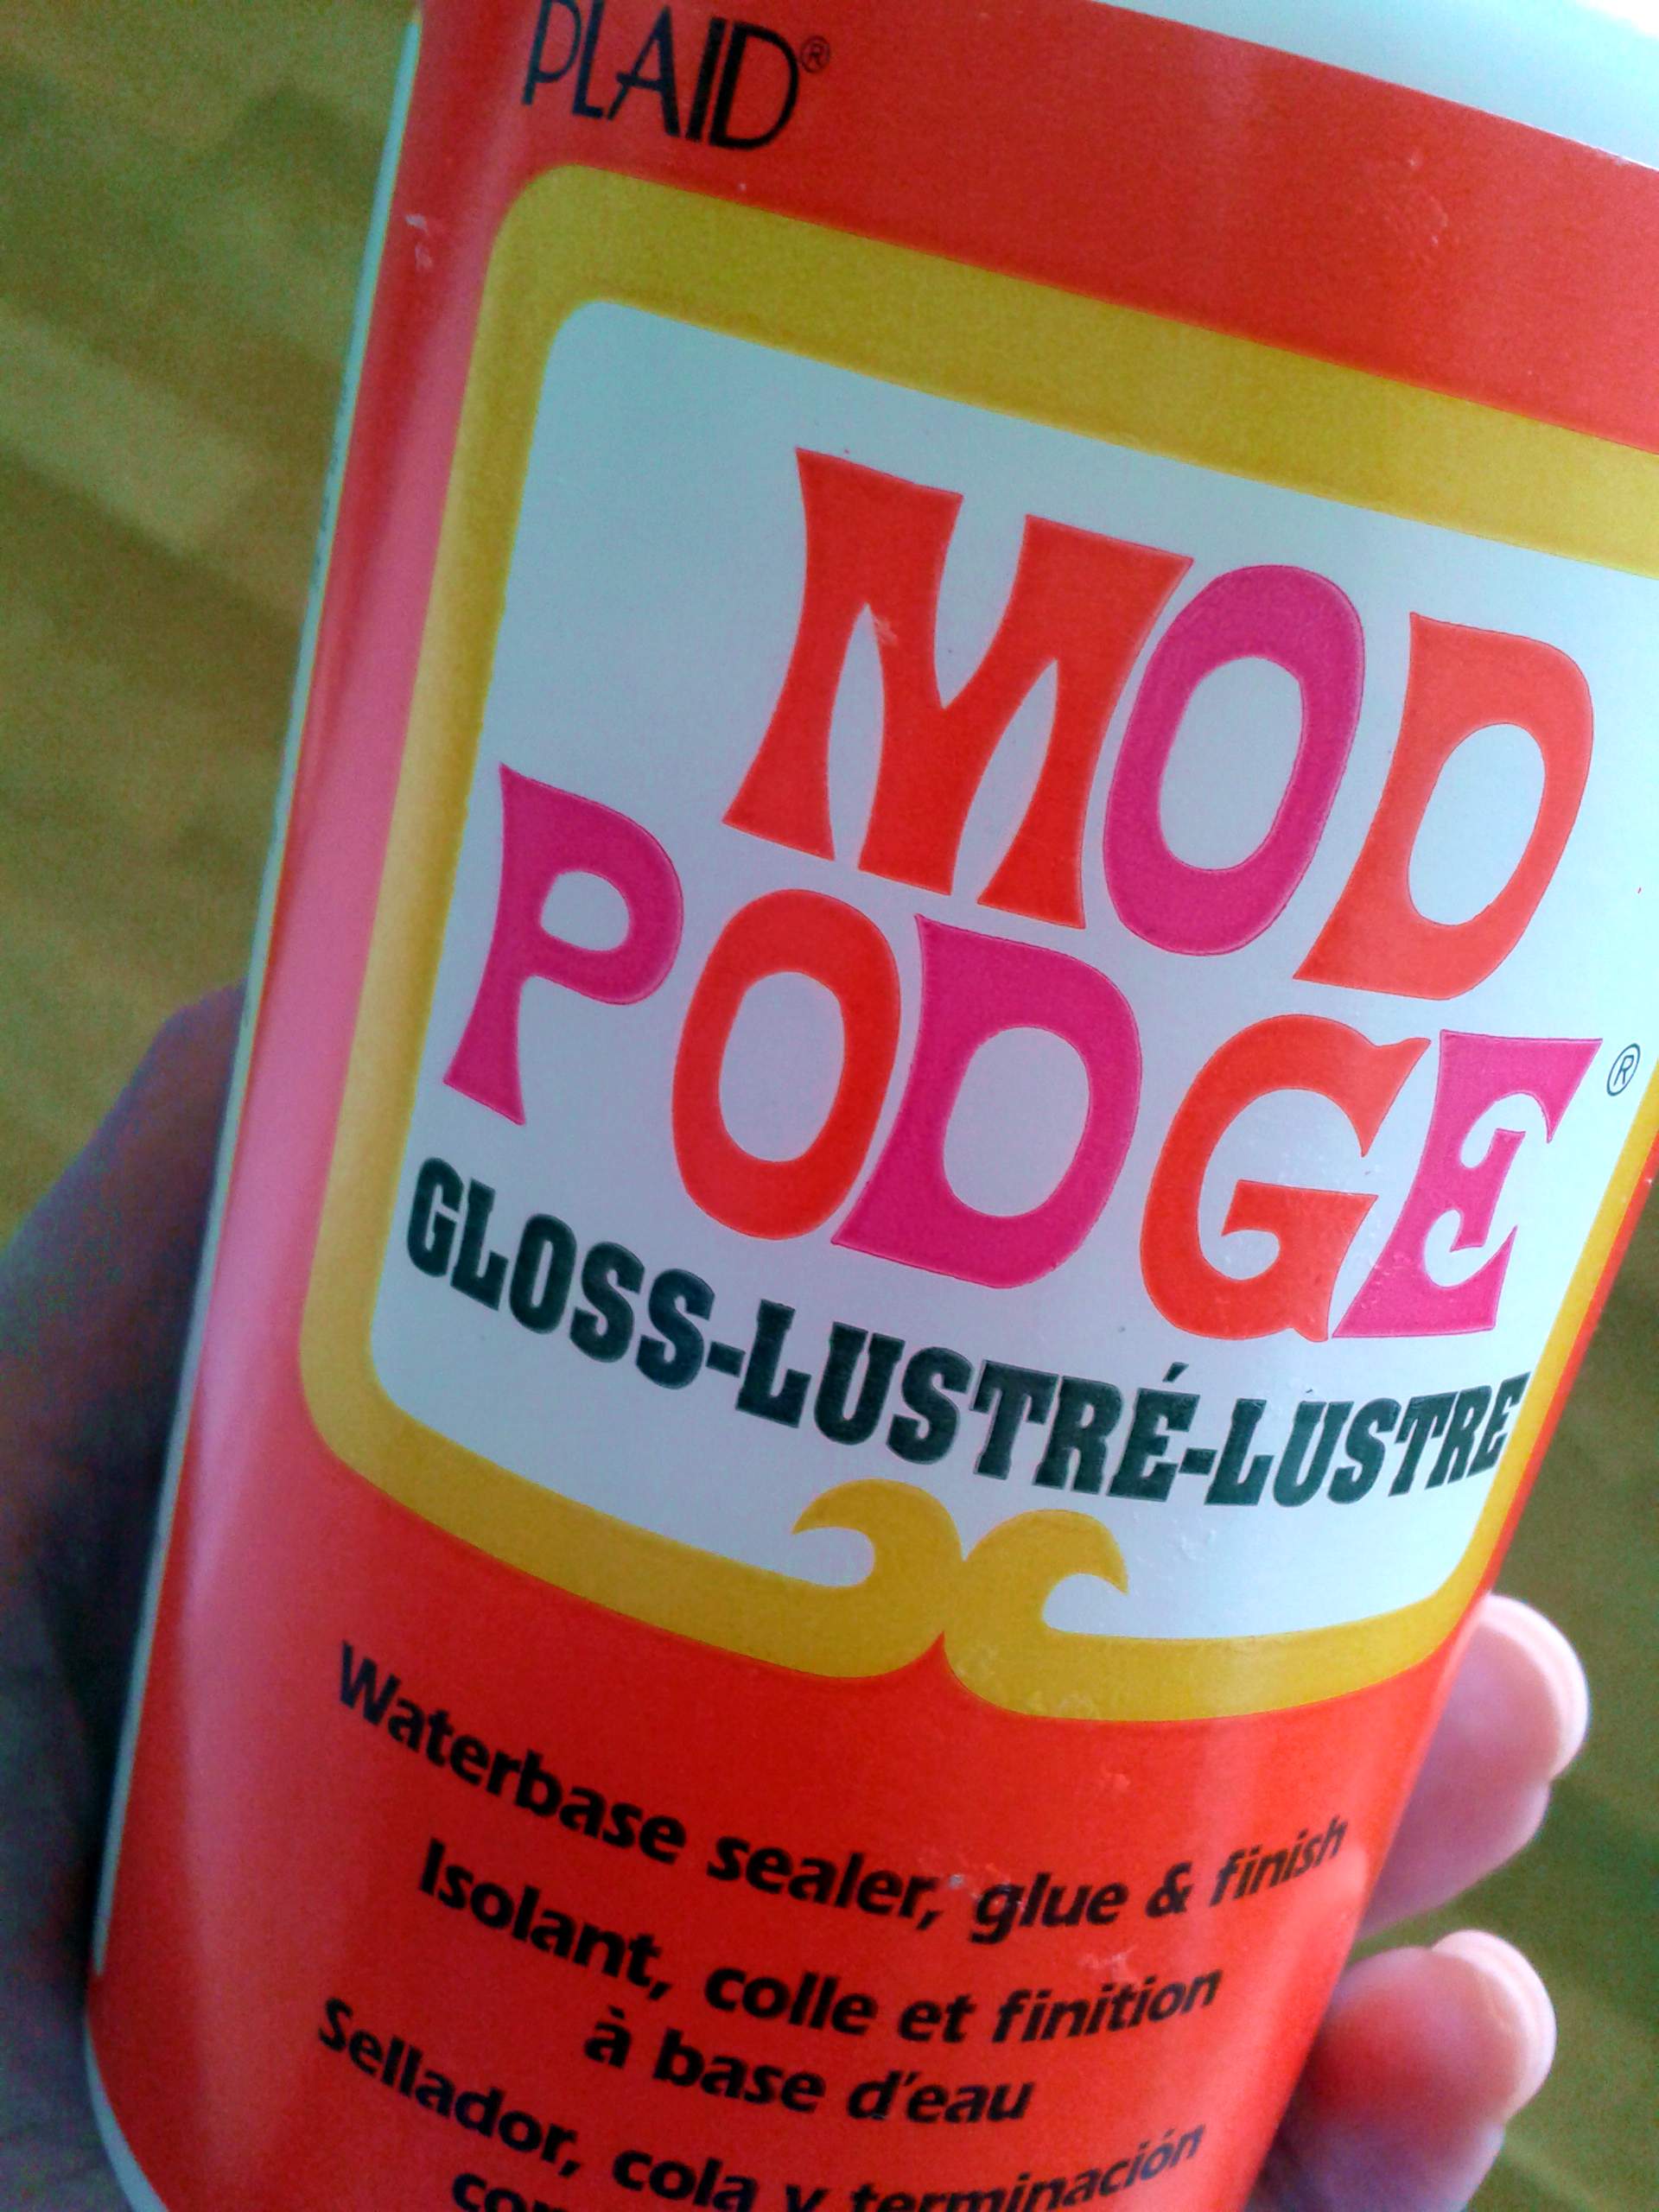 PLAID®
MOD
PODGE®
GLOSS-LUSTRÉ-LUSTRE
Waterbase sealer, glue & finish
Isolant, colle et finition
à base d'eau
Sellador, cola y terminación